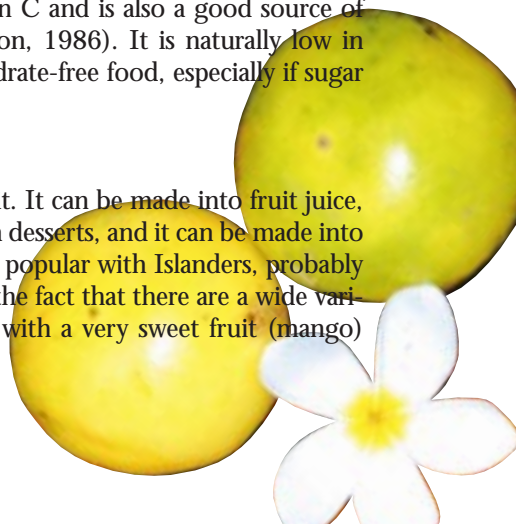 n C and is also a good source of
on, 1986). It is naturally low in
drate-free food, especially if sugar
t. It can be made into fruit juice,
n desserts, and it can be made into
popular with Islanders, probably
the fact that there are a wide vari-
with a very sweet fruit (mango)